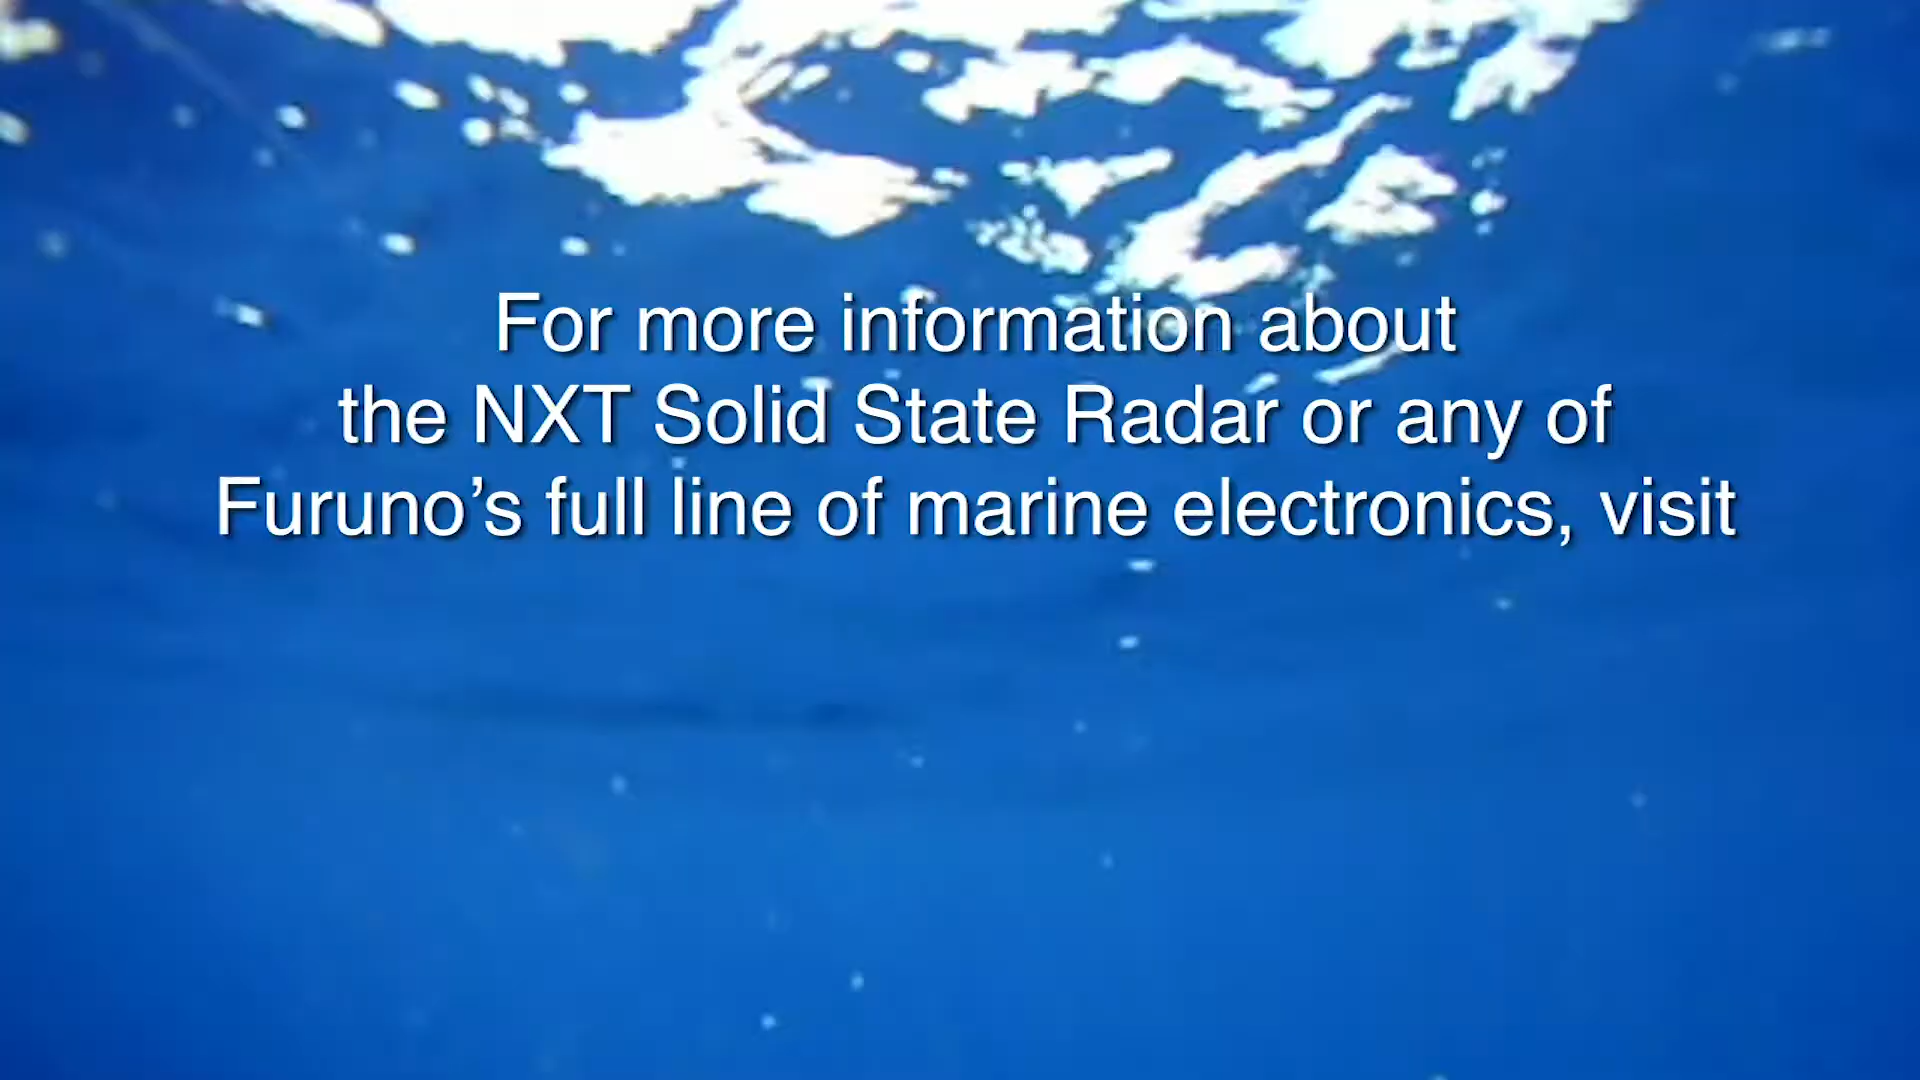 For more information about
the NXT Solid State Radar or any of
Furuno’s full line of marine electronics, visit